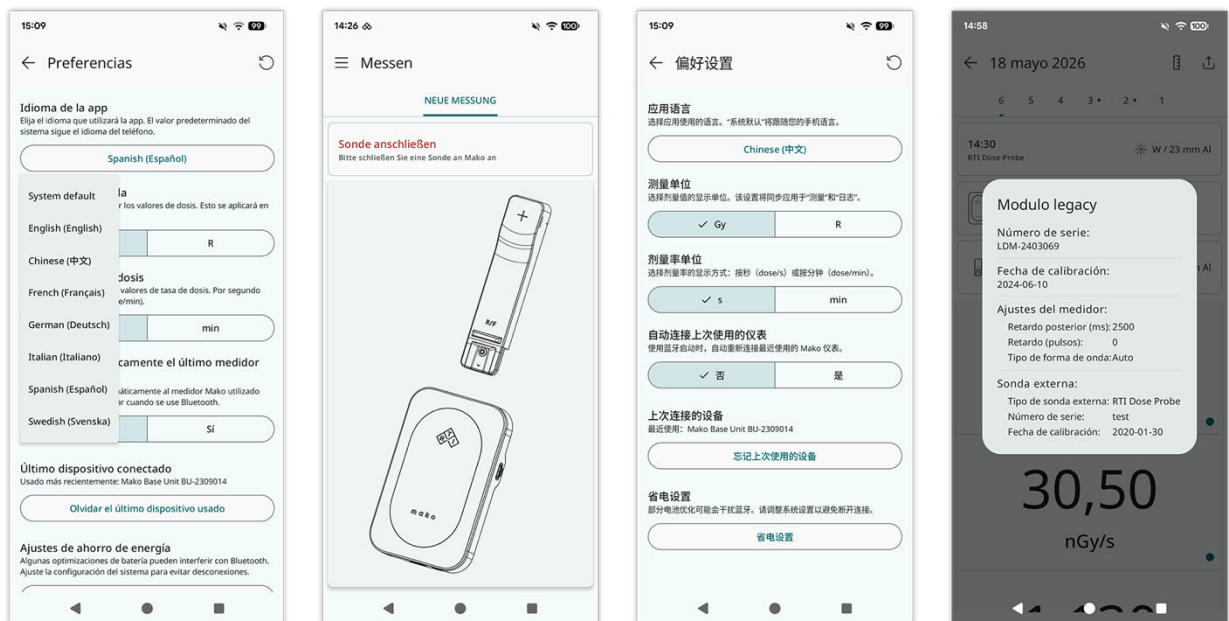 15:09
99
Preferencias
Idioma de la app
Elija el idioma que utilizará la app. El valor predeterminado del
sistema sigue el idioma del teléfono.
Spanish (Español)
System default
English (English)
Chinese (中文)
French (Français)
German (Deutsch)
Italian (Italiano)
Spanish (Español)
Swedish (Svenska)
los valores de dosis. Esto se aplicará en
R
dosis
valores de tasa de dosis. Por segundo
min
el último medidor
al medidor Mako utilizado
cuando se use Bluetooth.
Sí
Último dispositivo conectado
Usado más recientemente: Mako Base Unit BU-2309014
Olvidar el último dispositivo usado
Ajustes de ahorro de energía
Algunas optimizaciones de batería pueden interferir con Bluetooth.
Ajuste la configuración del sistema para evitar desconexiones.
14:26
100
Messen
NEUE MESSUNG
Sonde anschließen
Bitte schließen Sie eine Sonde an Mako an
R/F
mako
15:09
99
偏好设置
应用语言
选择应用使用的语言。“系统默认”将跟随您的手机语言。
Chinese (中文)
测量单位
选择剂量值的显示单位。该设置将同步应用于“测量”和“日志”。
✓ Gy
R
剂量率单位
选择剂量率的显示方式：按秒（dose/s）或按分钟（dose/min）。
✓ s
min
自动连接上次使用的仪表
使用蓝牙启动时，自动重新连接最近使用的 Mako 仪表。
✓ 否
是
上次连接的设备
最近使用：Mako Base Unit BU-2309014
忘记上次使用的设备
省电设置
部分电池优化可能会干扰蓝牙。请调整系统设置以避免断开连接。
省电设置
14:58
100
18 mayo 2026
6 5 4 3 2 1
14:30
RTI Dose Probe
W / 23 mm Al
Modulo legacy
Número de serie:
LDM-2403069
Fecha de calibración:
2024-06-10
Ajustes del medidor:
Retardo posterior (ms): 2500
Retardo (pulsos): 0
Tipo de forma de onda: Auto
Sonda externa:
Tipo de sonda externa: RTI Dose Probe
Número de serie: test
Fecha de calibración: 2020-01-30
Al
30,50
nGy/s